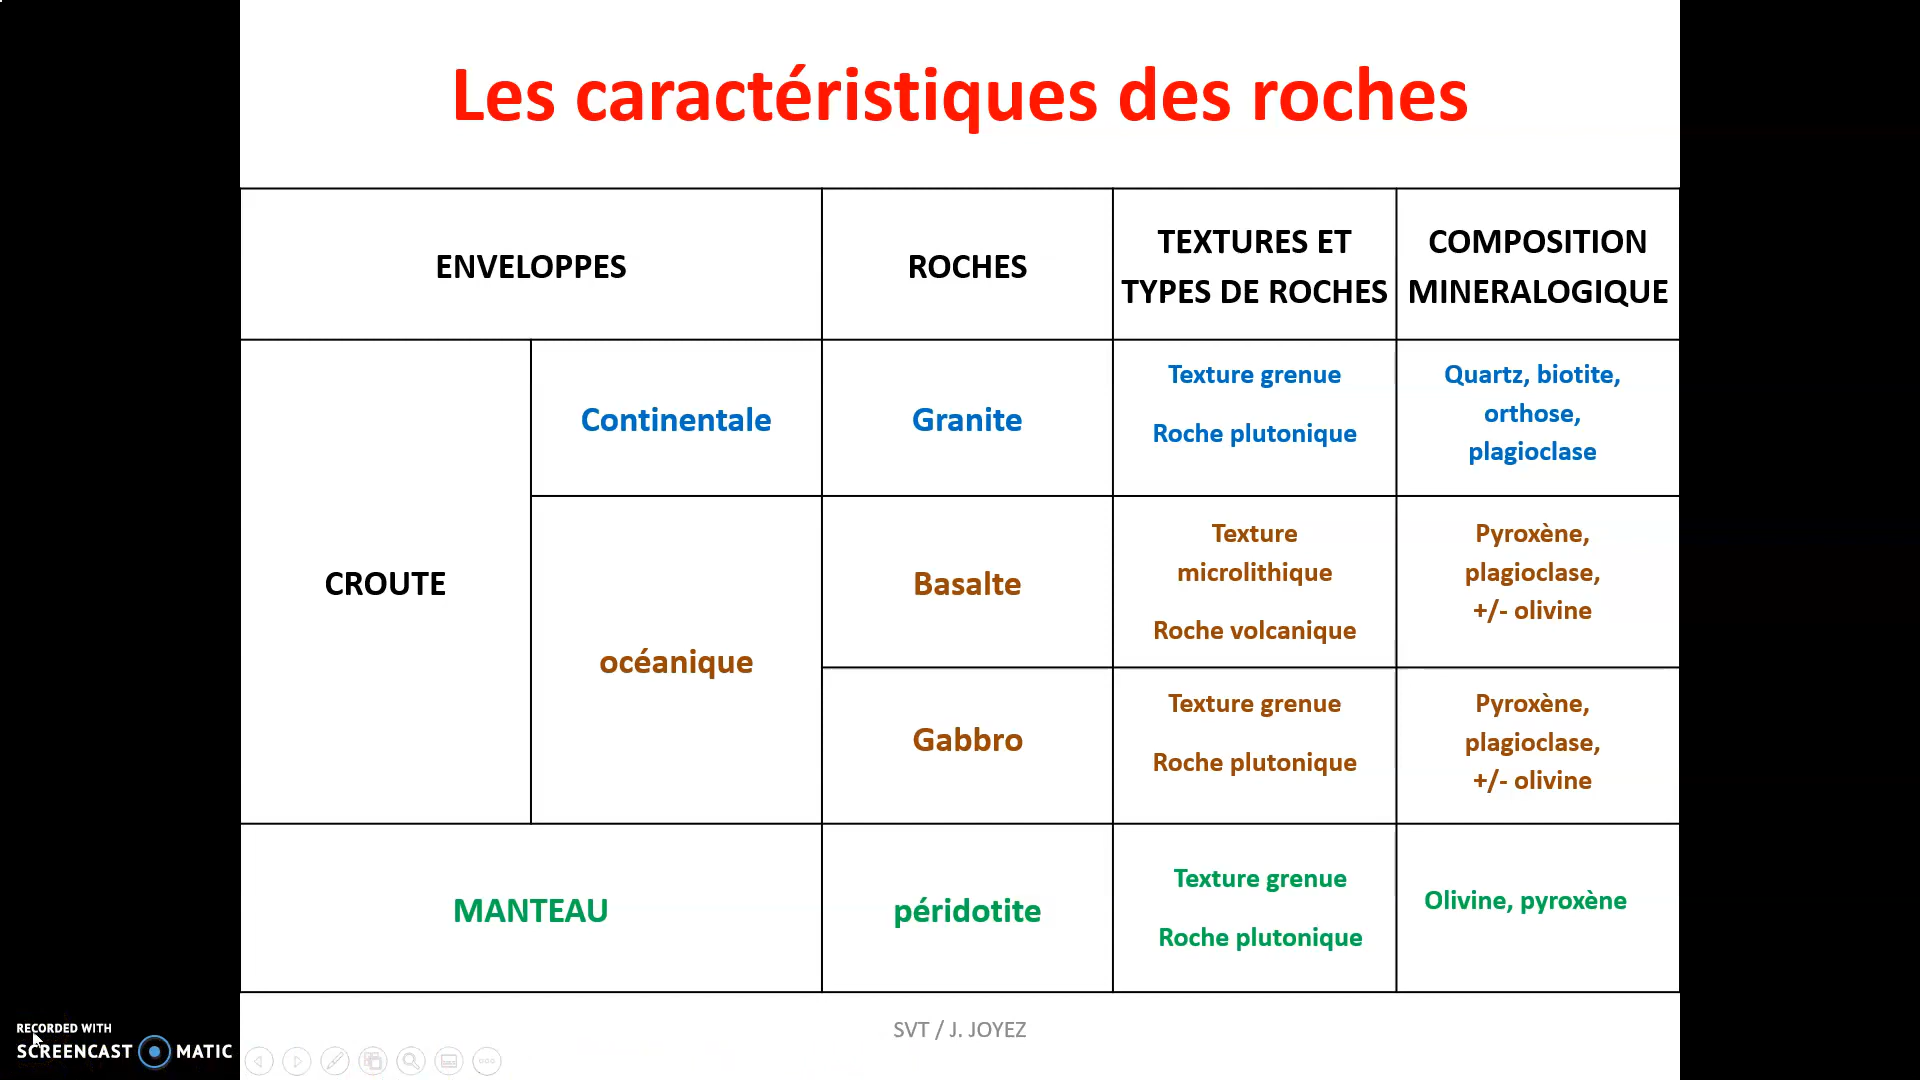 Les caractéristiques des roches
ENVELOPPES
ROCHES
TEXTURES ET
TYPES DE ROCHES
COMPOSITION
MINERALOGIQUE
CROUTE
Continentale
Granite
Texture grenue
Roche plutonique
Quartz, biotite,
orthose,
plagioclase
océanique
Basalte
Texture
microlithique
Roche volcanique
Pyroxène,
plagioclase,
+/- olivine
Gabbro
Texture grenue
Roche plutonique
Pyroxène,
plagioclase,
+/- olivine
MANTEAU
péridotite
Texture grenue
Roche plutonique
Olivine, pyroxène
SVT / J. JOYEZ
RECORDED WITH
SCREENCAST MATIC